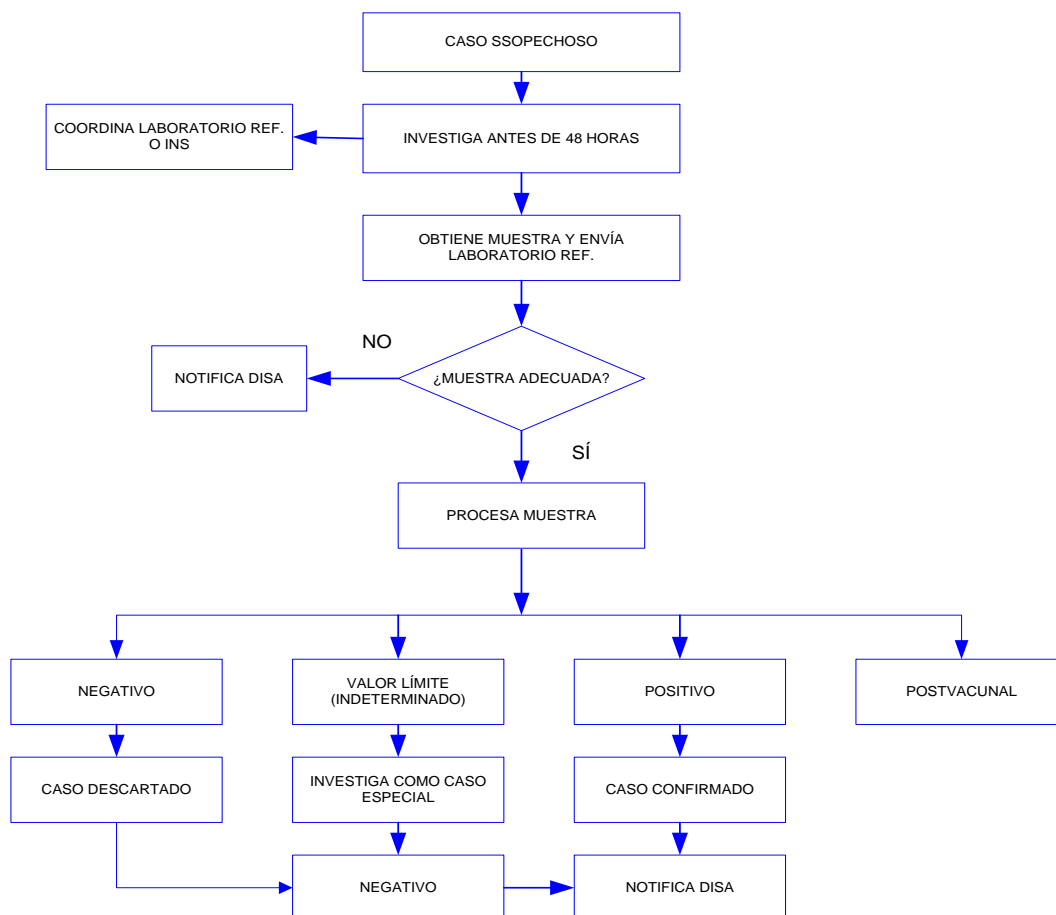 CASO SSOPECHOSO
COORDINA LABORATORIO REF.
O INS
INVESTIGA ANTES DE 48 HORAS
OBTIENE MUESTRA Y ENVÍA
LABORATORIO REF.
NO
NOTIFICA DISA
¿MUESTRA ADECUADA?
SÍ
PROCESA MUESTRA
NEGATIVO
VALOR LÍMITE
(INDETERMINADO)
POSITIVO
POSTVACUNAL
CASO DESCARTADO
INVESTIGA COMO CASO
ESPECIAL
CASO CONFIRMADO
NEGATIVO
NOTIFICA DISA